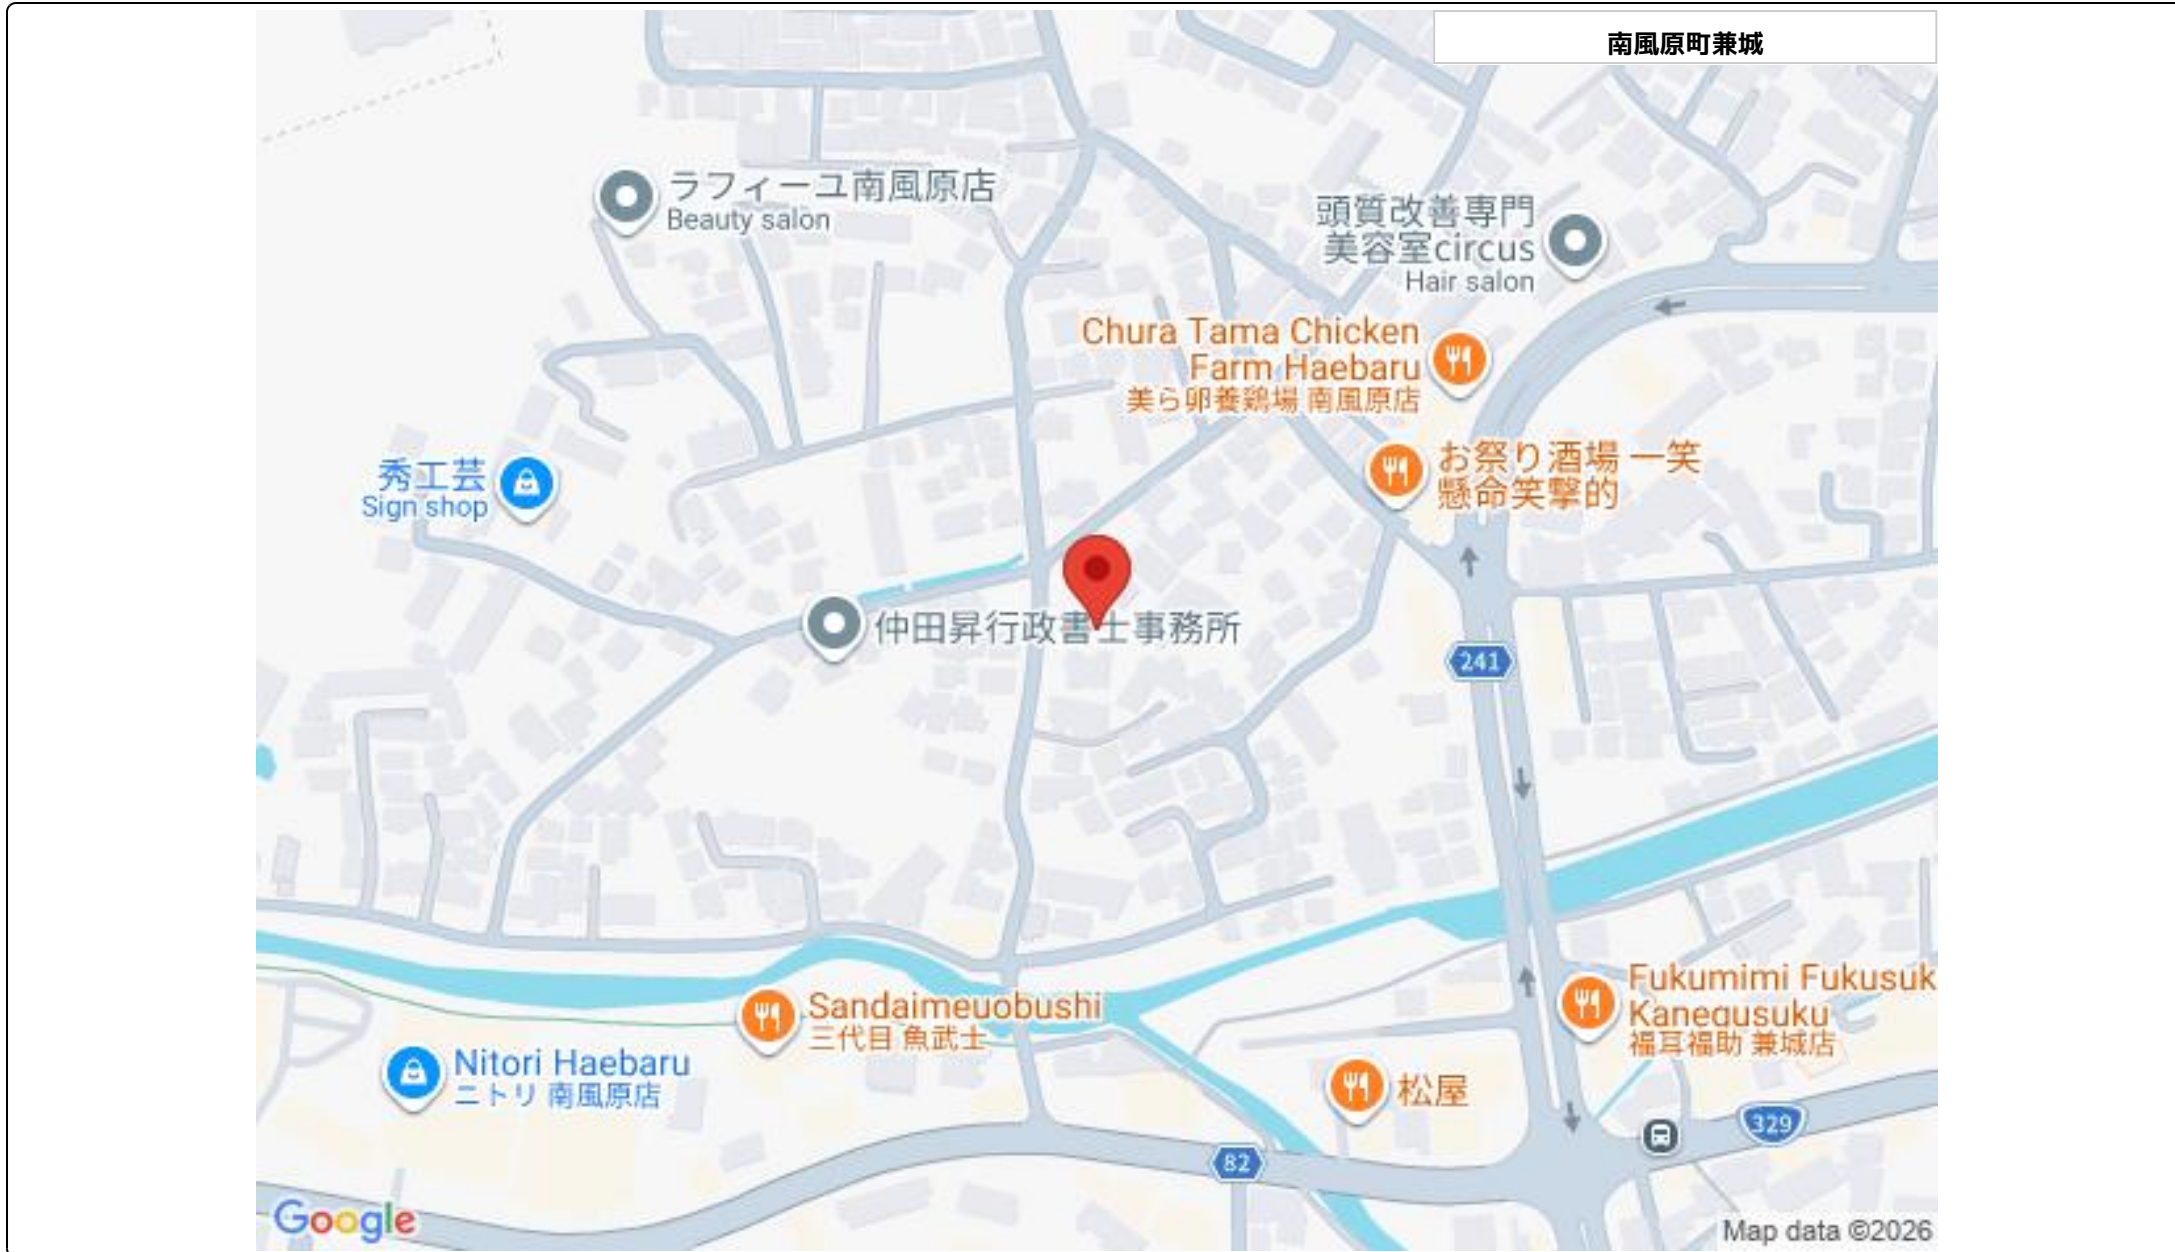 南風原町兼城
ラフィーユ南風原店
Beauty salon
頭質改善専門
美容室circus
Hair salon
Chura Tama Chicken
Farm Haebaru
美ら卵養鶏場 南風原店
お祭り酒場 一笑
懸命笑撃的
秀工芸
Sign shop
仲田昇行政書士事務所
241
Sandaimeuobushi
三代目 魚武士
Fukumimi Fukusuk
Kanegusuku
福耳福助 兼城店
Nitori Haebaru
ニトリ 南風原店
松屋
329
82
Google
Map data ©2026